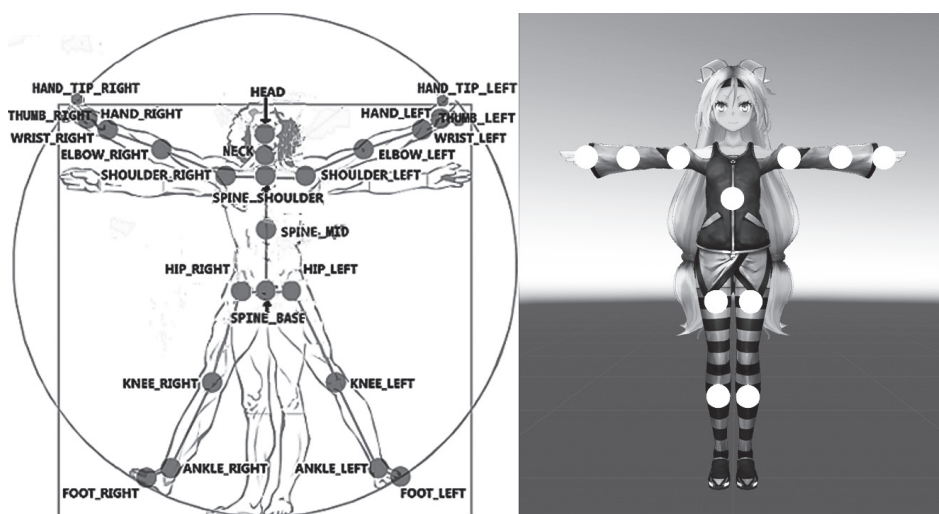 HAND_TIP_RIGHT
HEAD
HAND_TIP_LEFT
THUMB_RIGHT
HAND_RIGHT
HAND_LEFT
THUMB_LEFT
WRIST_RIGHT
WRIST_LEFT
NECK
ELBOW_RIGHT
ELBOW_LEFT
SHOULDER_RIGHT
SHOULDER_LEFT
SPINE_SHOULDER
SPINE_MID
HIP_RIGHT
HIP_LEFT
SPINE_BASE
KNEE_RIGHT
KNEE_LEFT
ANKLE_RIGHT
ANKLE_LEFT
FOOT_RIGHT
FOOT_LEFT